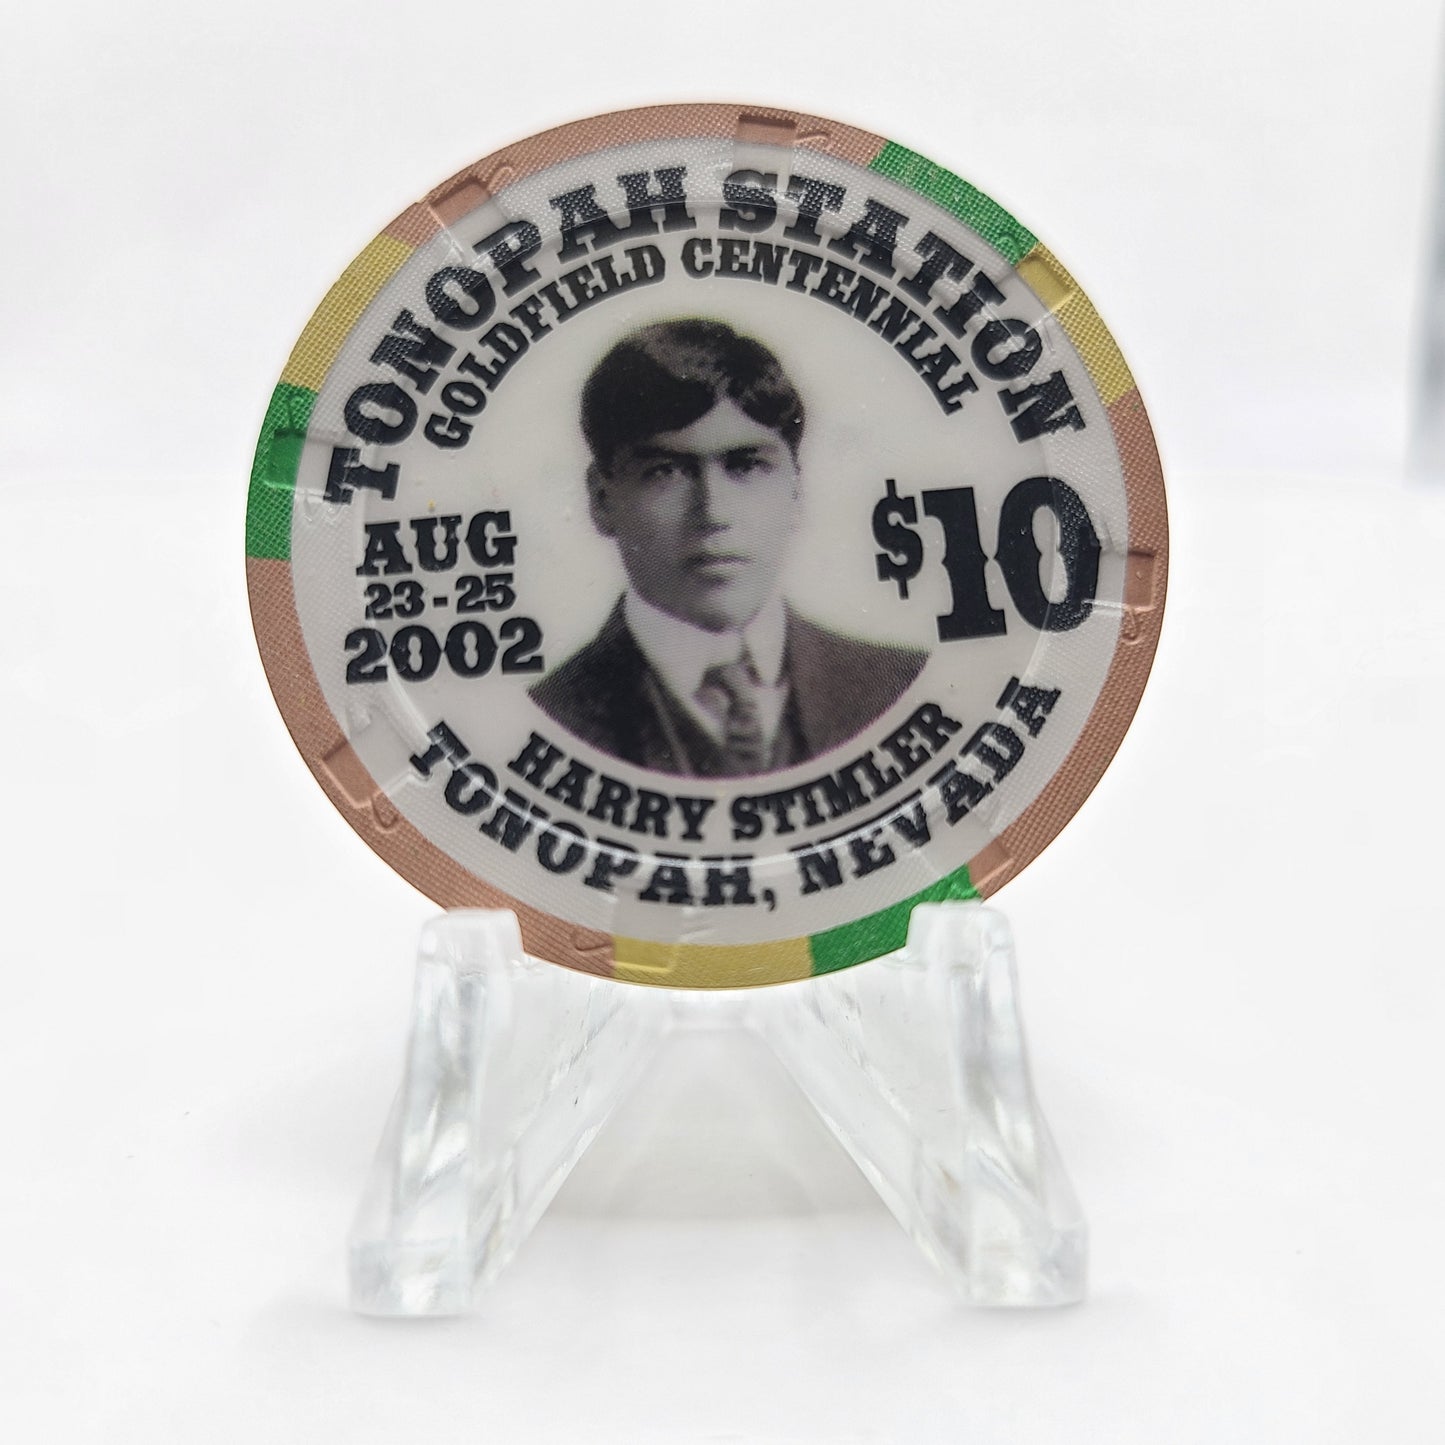 TONOPAH STATION
GOLDFIELD CENTENNIAL
AUG
23-25
2002
$10
HARRY STIMLER
TONOPAH, NEVADA